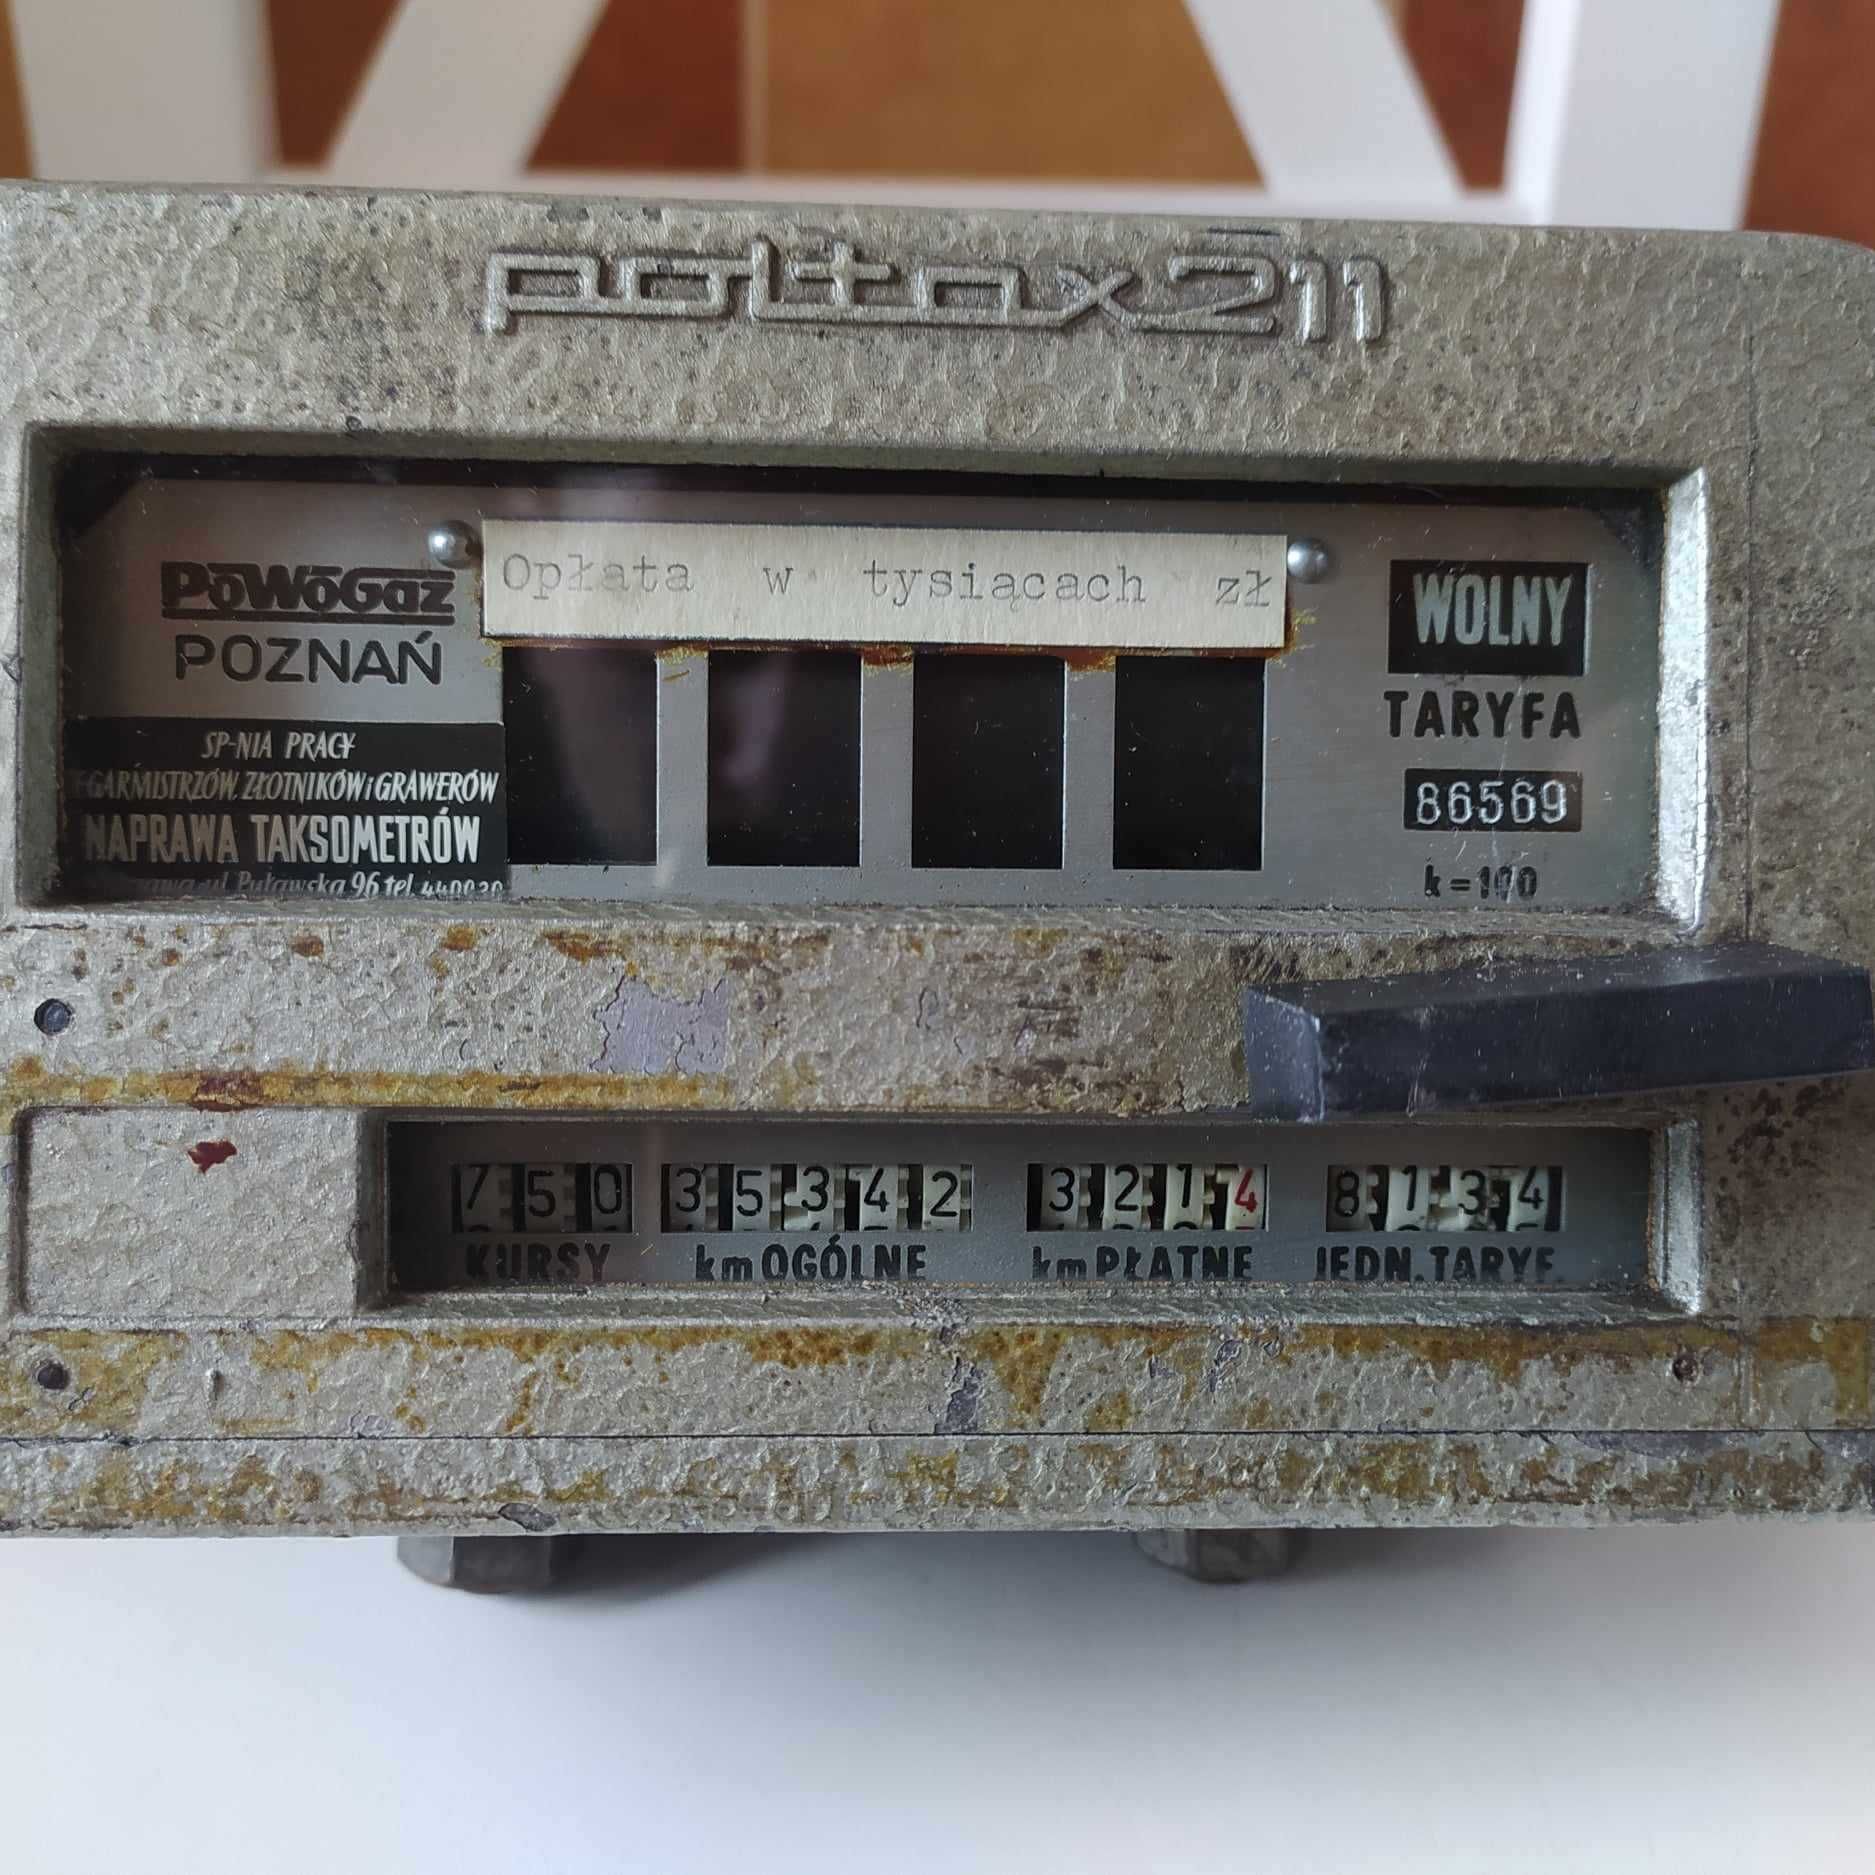 poltax 211
PoWoGaz
POZNAŃ
Opłata w tysiącach zł
WOLNY
TARYFA
86569
k=100
SP-NIA PRACY
ZŁOTNIKÓW i GRAWERÓW
NAPRAWA TAKSOMETRÓW
ul. Puławska 96 tel.
750 35342 3214 8134
KURSY km OGÓLNE km PŁATNE JEDN. TARYF.